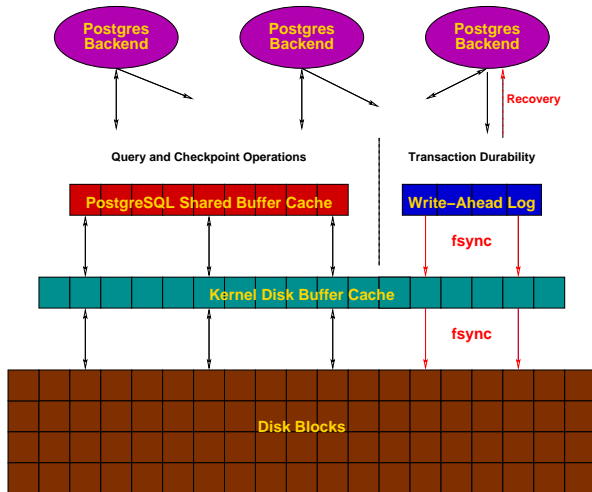 Postgres
Backend
Postgres
Backend
Postgres
Backend
Recovery
Query and Checkpoint Operations
Transaction Durability
PostgreSQL Shared Buffer Cache
Write−Ahead Log
fsync
Kernel Disk Buffer Cache
fsync
Disk Blocks